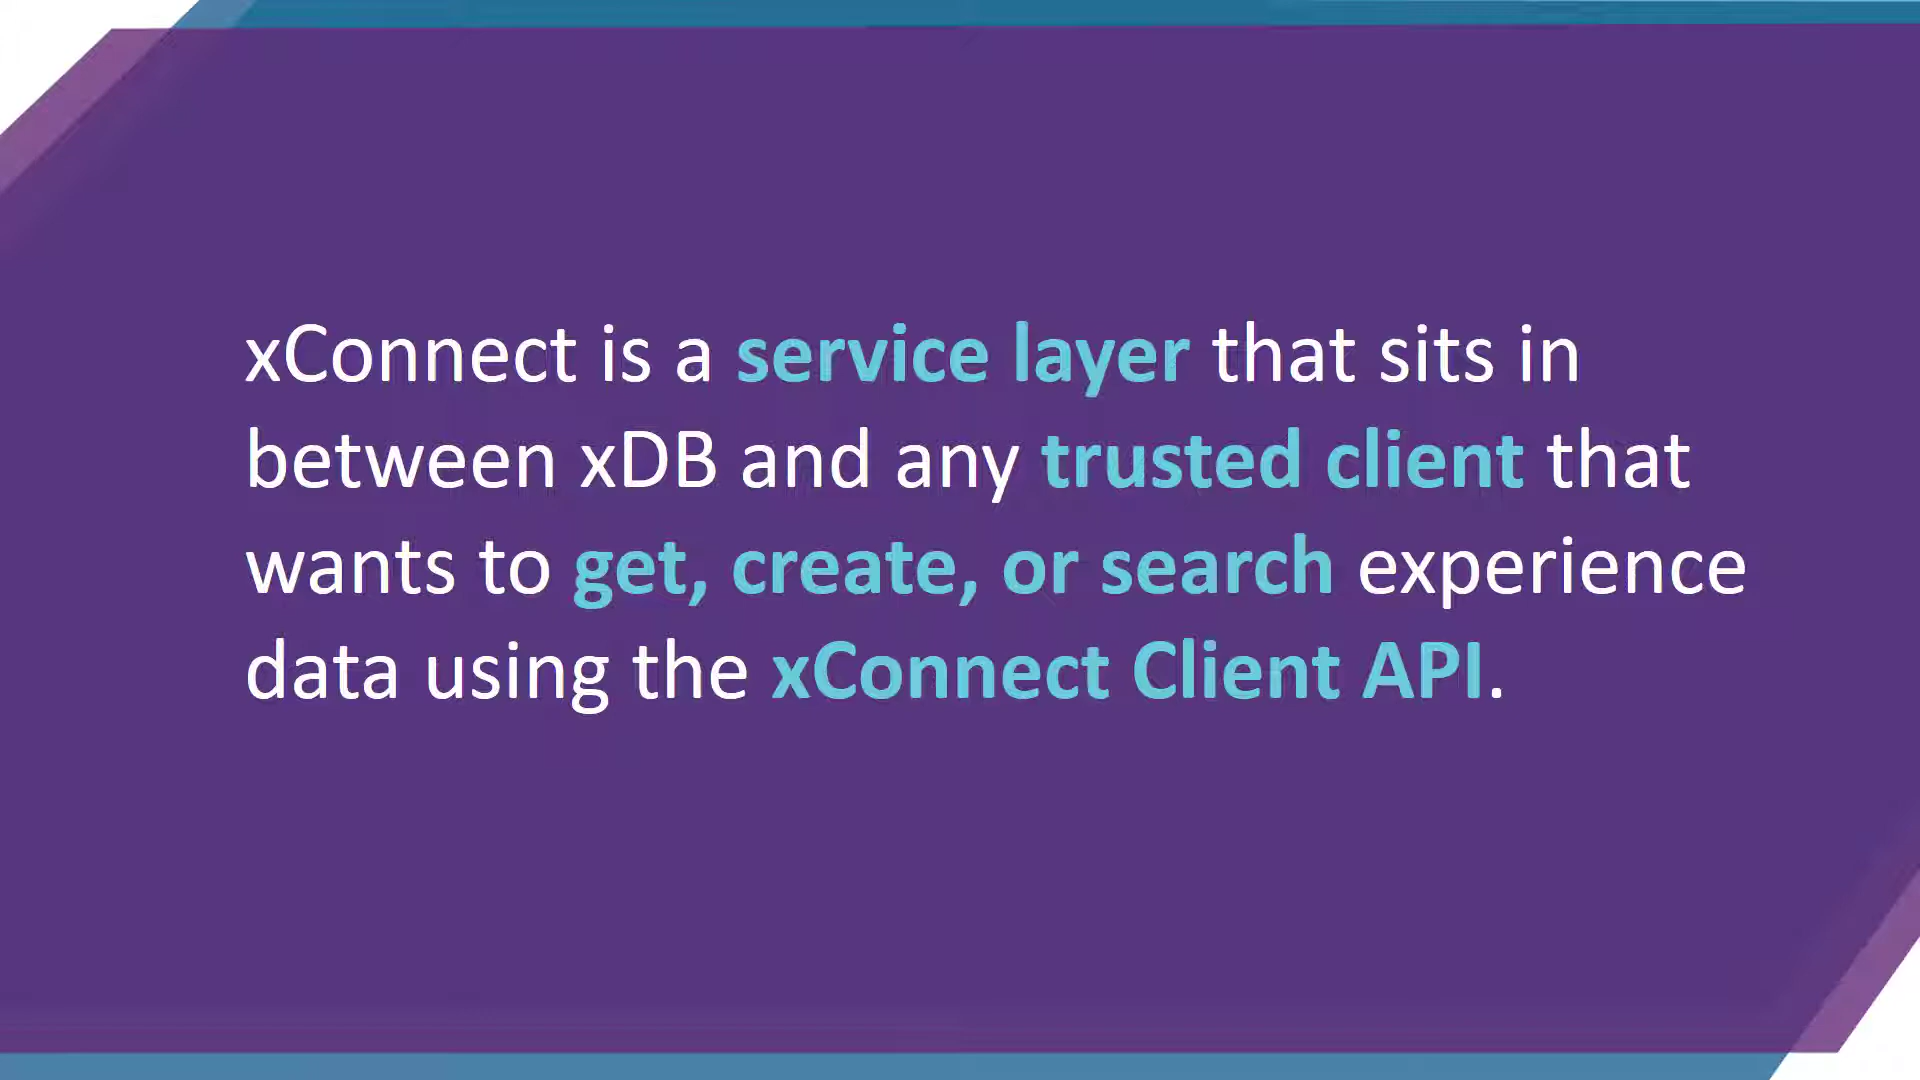 xConnect is a service layer that sits in
between xDB and any trusted client that
wants to get, create, or search experience
data using the xConnect Client API.